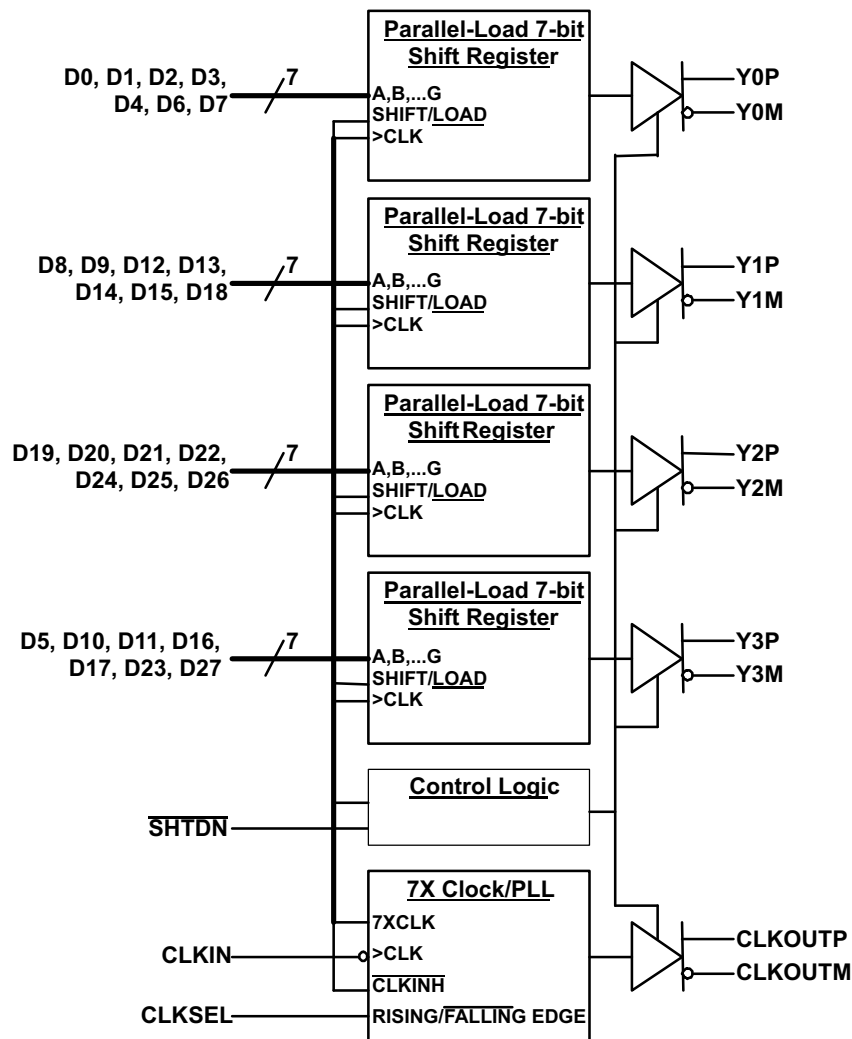 Parallel-Load 7-bit
Shift Register
D0, D1, D2, D3,
D4, D6, D7
7
A,B,...G
SHIFT/LOAD
>CLK
Y0P
Y0M
Parallel-Load 7-bit
Shift Register
D8, D9, D12, D13,
D14, D15, D18
7
A,B,...G
SHIFT/LOAD
>CLK
Y1P
Y1M
Parallel-Load 7-bit
Shift Register
D19, D20, D21, D22,
D24, D25, D26
7
A,B,...G
SHIFT/LOAD
>CLK
Y2P
Y2M
Parallel-Load 7-bit
Shift Register
D5, D10, D11, D16,
D17, D23, D27
7
A,B,...G
SHIFT/LOAD
>CLK
Y3P
Y3M
Control Logic
SHTDN
7X Clock/PLL
7XCLK
CLKIN
>CLK
CLKINH
CLKSEL
RISING/FALLING EDGE
CLKOUTP
CLKOUTM